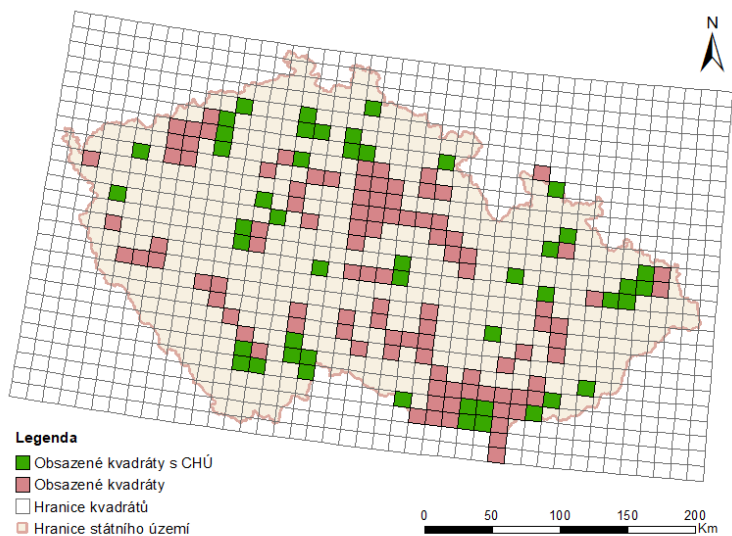 N
Legenda
Obsazené kvadráty s CHÚ
Obsazené kvadráty
Hranice kvadrátů
Hranice státního území
0 50 100 150 200
Km